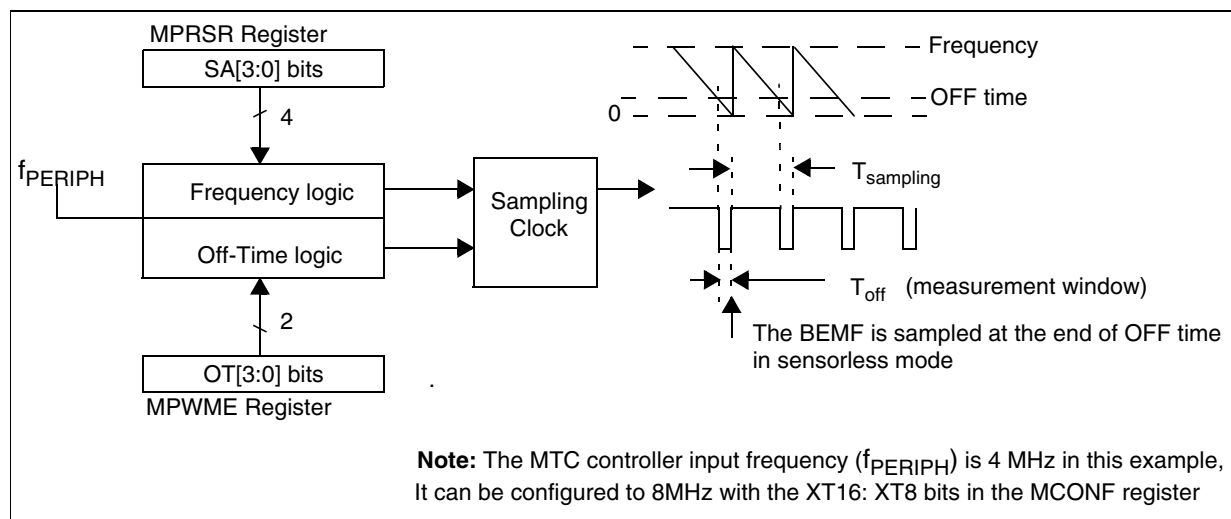 MPRSR Register
SA[3:0] bits
4
fPERIPH
Frequency logic
Off-Time logic
2
OT[3:0] bits
MPWME Register
Sampling
Clock
Frequency
OFF time
0
Tsampling
Toff (measurement window)
The BEMF is sampled at the end of OFF time
in sensorless mode
.
Note: The MTC controller input frequency (fPERIPH) is 4 MHz in this example,
It can be configured to 8MHz with the XT16: XT8 bits in the MCONF register